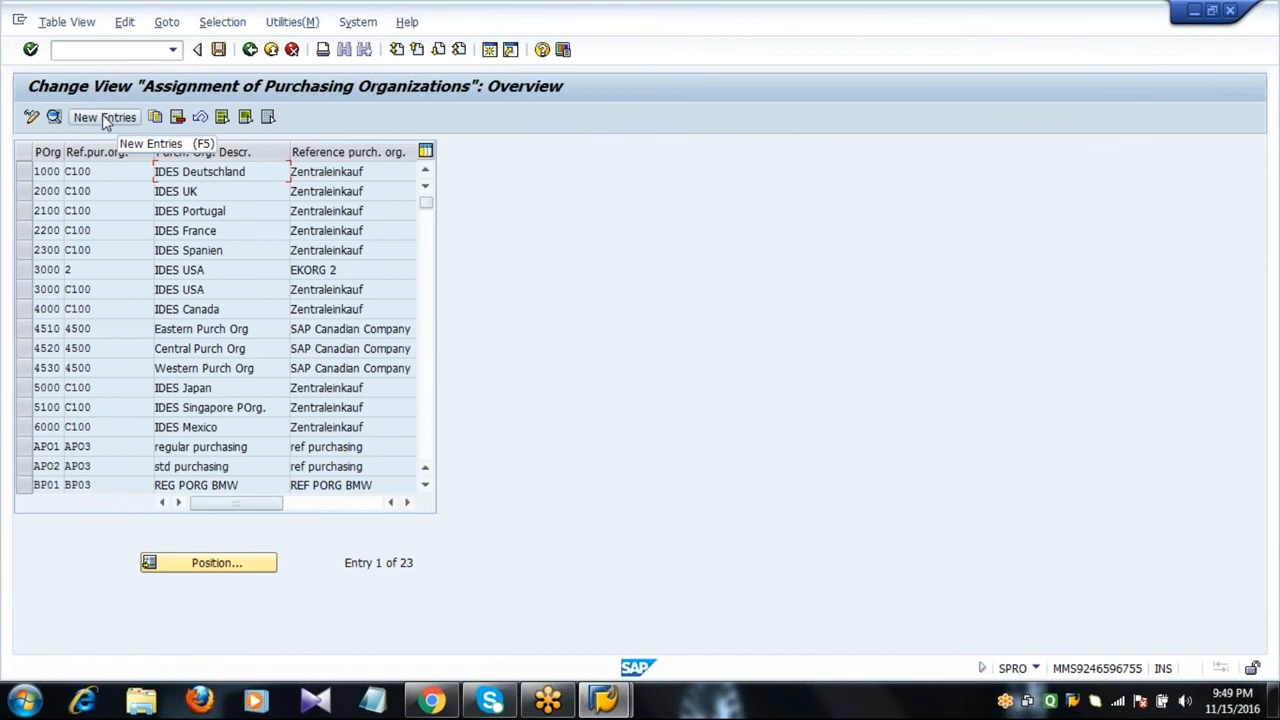 Table View Edit Goto Selection Utilities(M) System Help
Change View "Assignment of Purchasing Organizations": Overview
New Entries
New Entries (F5)
POrg Ref.pur.org. Purch. Org. Descr. Reference purch. org.
1000 C100 IDES Deutschland Zentraleinkauf
2000 C100 IDES UK Zentraleinkauf
2100 C100 IDES Portugal Zentraleinkauf
2200 C100 IDES France Zentraleinkauf
2300 C100 IDES Spanien Zentraleinkauf
3000 2 IDES USA EKORG 2
3000 C100 IDES USA Zentraleinkauf
4000 C100 IDES Canada Zentraleinkauf
4510 4500 Eastern Purch Org SAP Canadian Company
4520 4500 Central Purch Org SAP Canadian Company
4530 4500 Western Purch Org SAP Canadian Company
5000 C100 IDES Japan Zentraleinkauf
5100 C100 IDES Singapore POrg. Zentraleinkauf
6000 C100 IDES Mexico Zentraleinkauf
APO1 APO3 regular purchasing ref purchasing
APO2 APO3 std purchasing ref purchasing
BP01 BP03 REG PORG BMW REF PORG BMW
Position... Entry 1 of 23
SAP SPRO MMS9246596755 INS
9:49 PM
11/15/2016